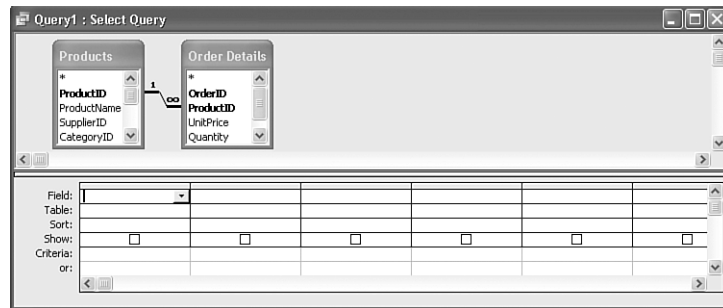 Query1 : Select Query
Products
*
ProductID
ProductName
SupplierID
CategoryID
1
∞
Order Details
*
OrderID
ProductID
UnitPrice
Quantity
Field:
Table:
Sort:
Show:
Criteria:
or: